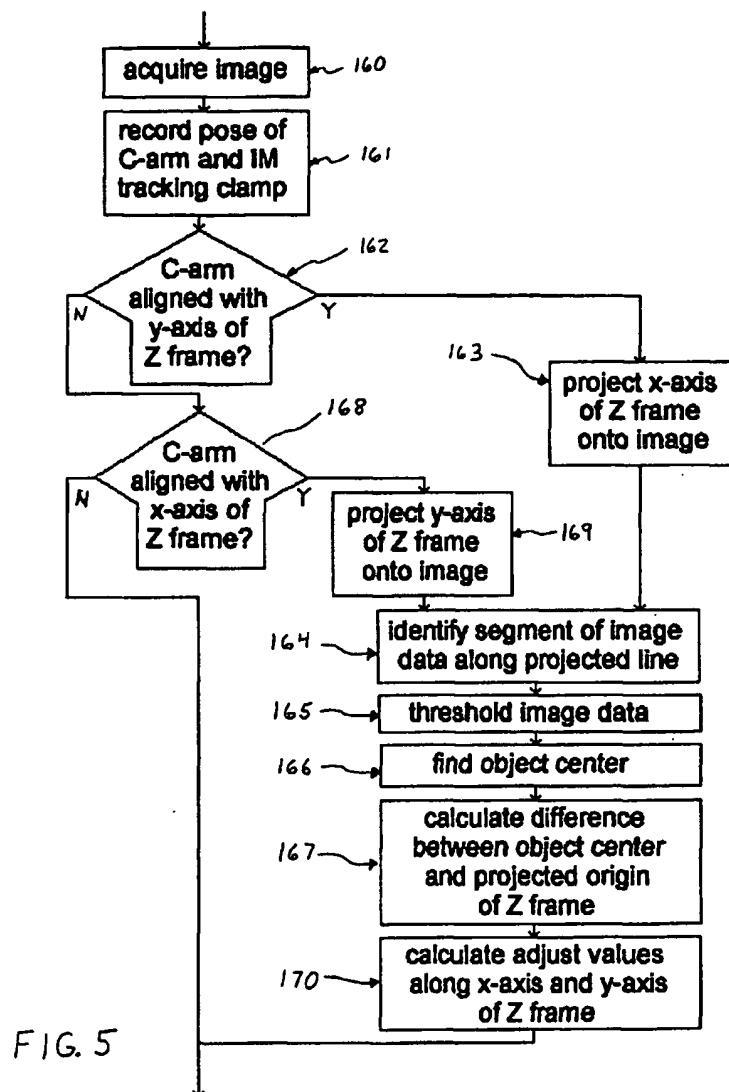 acquire image
160
record pose of
C-arm and IM
tracking clamp
161
162
C-arm
aligned with
y-axis of
Z frame?
N
Y
163
project x-axis
of Z frame
onto image
168
C-arm
aligned with
x-axis of
Z frame?
N
Y
project y-axis
of Z frame
onto image
169
164
identify segment of image
data along projected line
165
threshold image data
166
find object center
167
calculate difference
between object center
and projected origin
of Z frame
170
calculate adjust values
along x-axis and y-axis
of Z frame
FIG. 5